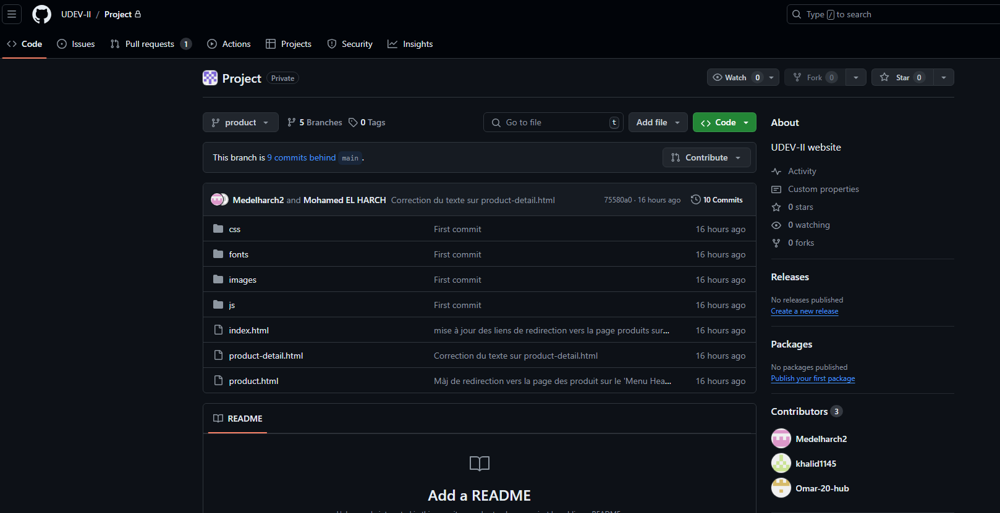 UDEV-II / Project
Type / to search
Code Issues Pull requests 1 Actions Projects Security Insights
Project Private
Watch 0 Fork 0 Star 0
product 5 Branches 0 Tags
Go to file t Add file Code
This branch is 9 commits behind main .
Contribute
Medelharch2 and Mohamed EL HARCH Correction du texte sur product-detail.html 75580a0 · 16 hours ago 10 Commits
css First commit 16 hours ago
fonts First commit 16 hours ago
images First commit 16 hours ago
js First commit 16 hours ago
index.html mise à jour des liens de redirection vers la page produits sur... 16 hours ago
product-detail.html Correction du texte sur product-detail.html 16 hours ago
product.html Màj de redirection vers la page des produit sur le 'Menu Hea... 16 hours ago
README
Add a README
About
UDEV-II website
Activity
Custom properties
0 stars
0 watching
0 forks
Releases
No releases published
Create a new release
Packages
No packages published
Publish your first package
Contributors 3
Medelharch2
khalid1145
Omar-20-hub